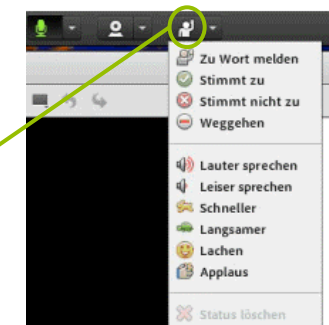 Zu Wort melden
Stimmt zu
Stimmt nicht zu
Weggehen
Lauter sprechen
Leiser sprechen
Schneller
Langsamer
Lachen
Applaus
Status löschen